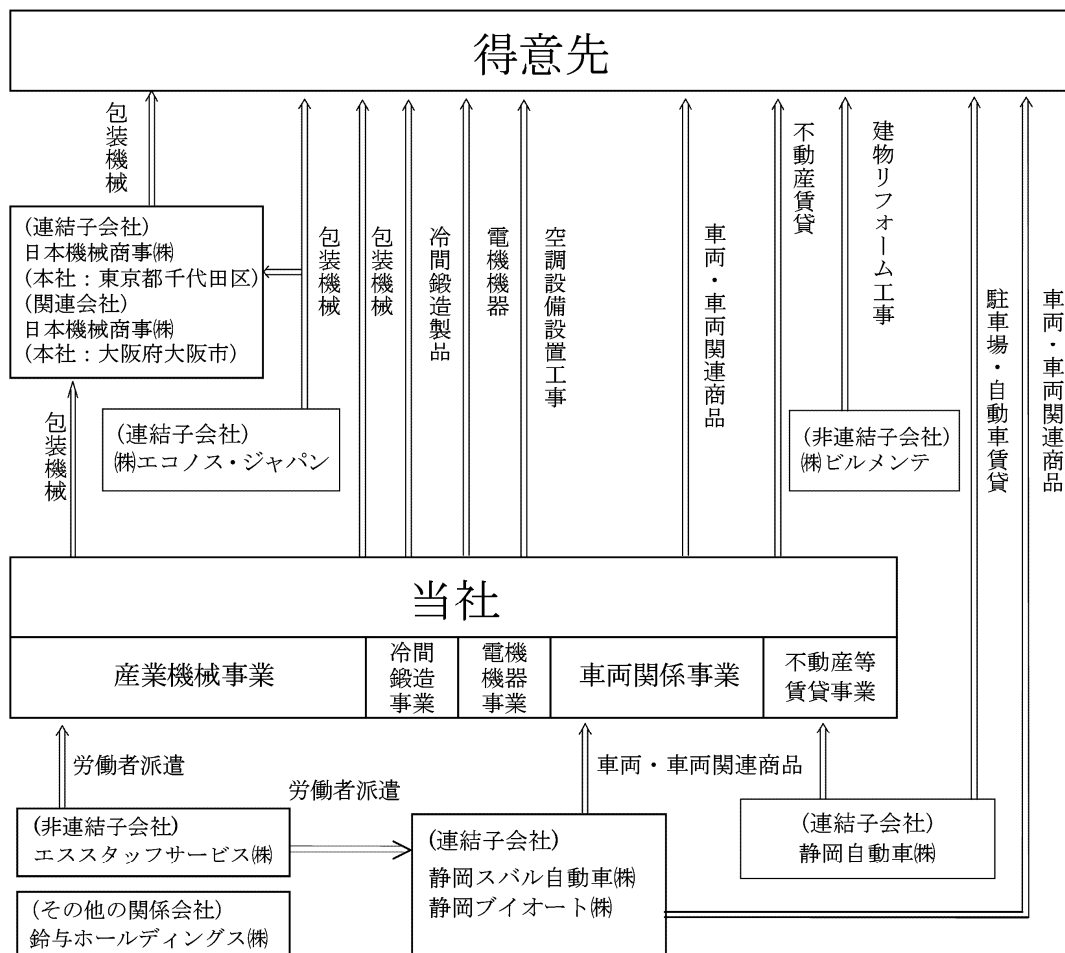 得意先
包装機械
包装機械
包装機械
冷間鍛造製品
電機機器
空調設備設置工事
車両・車両関連商品
不動産賃貸
建物リフォーム工事
駐車場・自動車賃貸
車両・車両関連商品
(連結子会社)
日本機械商事㈱
(本社：東京都千代田区)
(関連会社)
日本機械商事㈱
(本社：大阪府大阪市)
包装機械
(連結子会社)
㈱エコノス・ジャパン
(非連結子会社)
㈱ビルメンテ
当社
産業機械事業
冷間
鍛造
事業
電機
機器
事業
車両関係事業
不動産等
賃貸事業
労働者派遣
労働者派遣
車両・車両関連商品
(非連結子会社)
エススタッフサービス㈱
(連結子会社)
静岡スバル自動車㈱
静岡ブイオート㈱
(連結子会社)
静岡自動車㈱
(その他の関係会社)
鈴与ホールディングス㈱